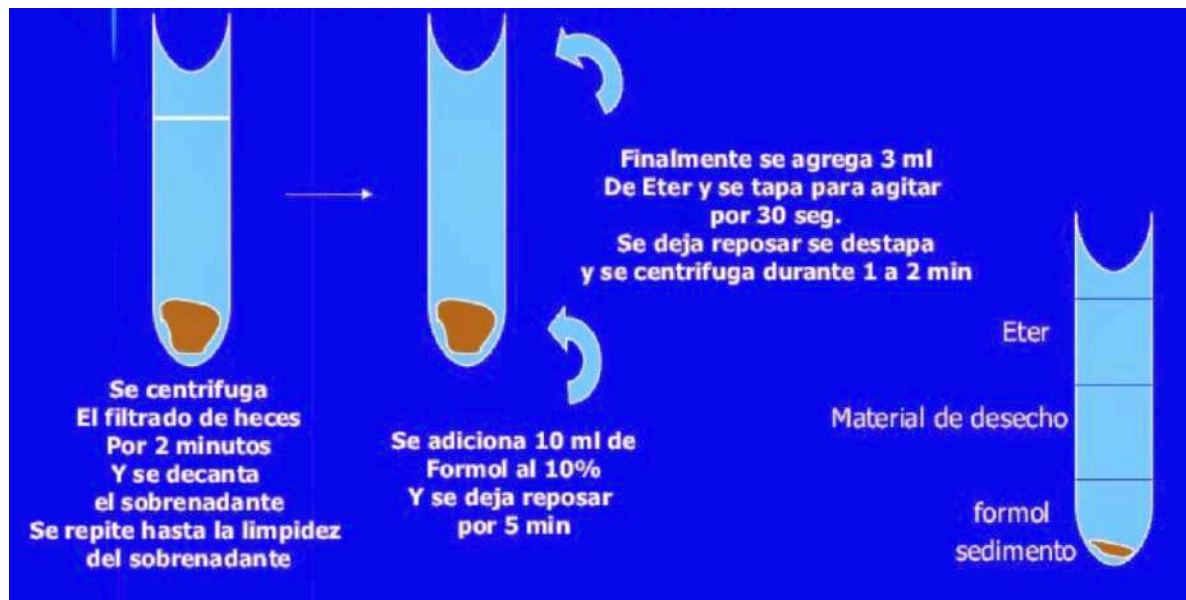 Se centrifuga
El filtrado de heces
Por 2 minutos
Y se decanta
el sobrenadante
Se repite hasta la limpidez
del sobrenadante
Se adiciona 10 ml de
Formol al 10%
Y se deja reposar
por 5 min
Finalmente se agrega 3 ml
De Eter y se tapa para agitar
por 30 seg.
Se deja reposar se destapa
y se centrifuga durante 1 a 2 min
Eter
Material de desecho
formol
sedimento